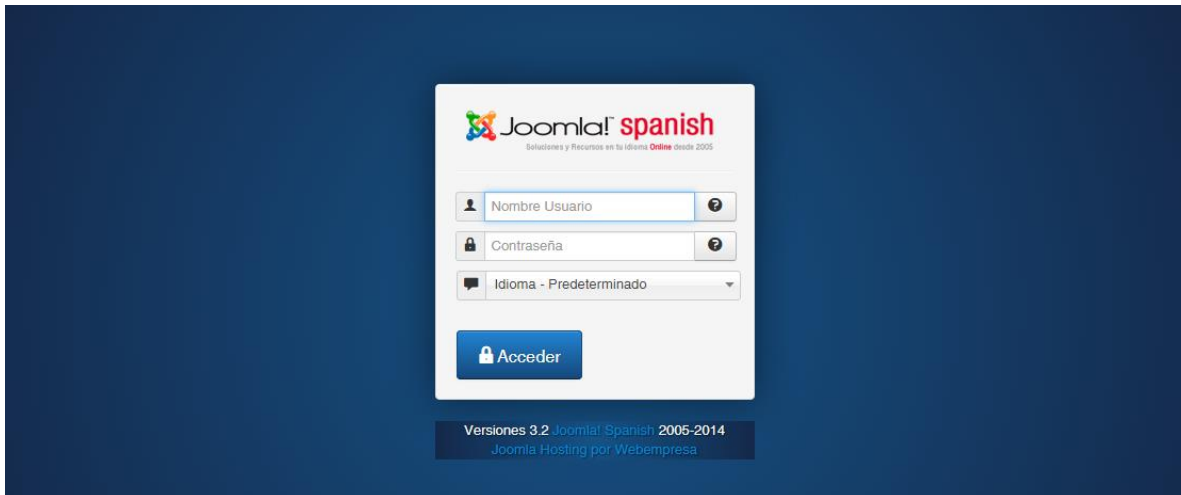 Joomla!™ spanish
Soluciones y Recursos en tu idioma Online desde 2005
Nombre Usuario
Contraseña
Idioma - Predeterminado
Acceder
Versiones 3.2 Joomla! Spanish 2005-2014
Joomla Hosting por Webempresa